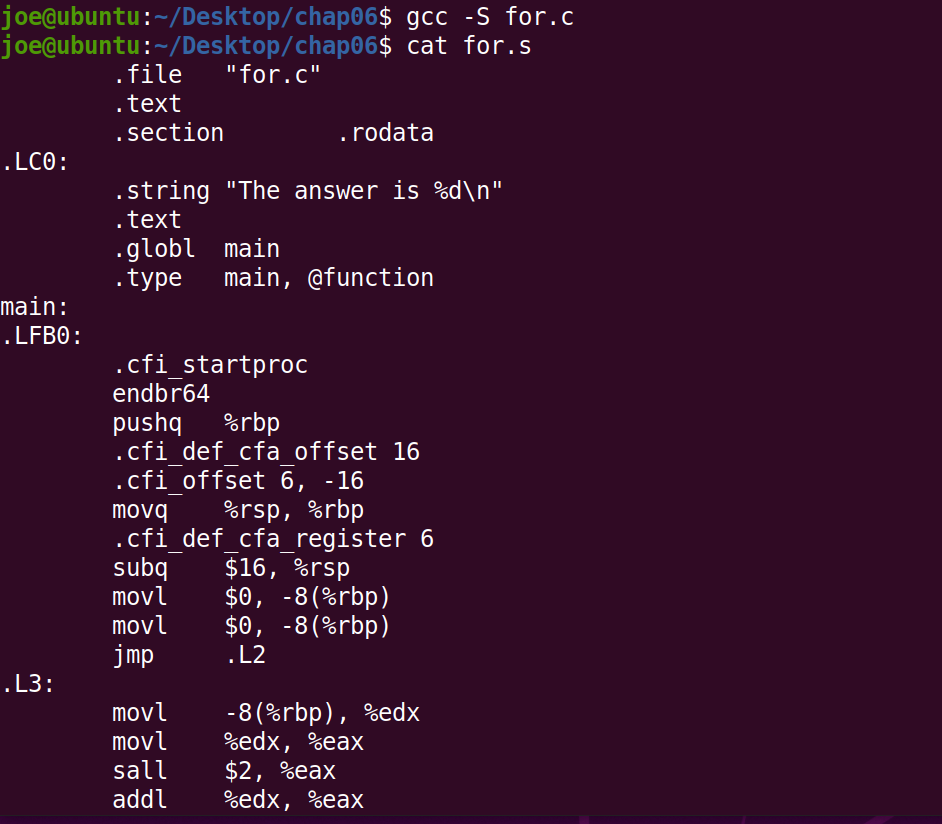 joe@ubuntu:~/Desktop/chap06$ gcc -S for.c
joe@ubuntu:~/Desktop/chap06$ cat for.s
        .file   "for.c"
        .text
        .section        .rodata
.LC0:
        .string "The answer is %d\n"
        .text
        .globl  main
        .type   main, @function
main:
.LFB0:
        .cfi_startproc
        endbr64
        pushq   %rbp
        .cfi_def_cfa_offset 16
        .cfi_offset 6, -16
        movq    %rsp, %rbp
        .cfi_def_cfa_register 6
        subq    $16, %rsp
        movl    $0, -8(%rbp)
        movl    $0, -8(%rbp)
        jmp     .L2
.L3:
        movl    -8(%rbp), %edx
        movl    %edx, %eax
        sall    $2, %eax
        addl    %edx, %eax